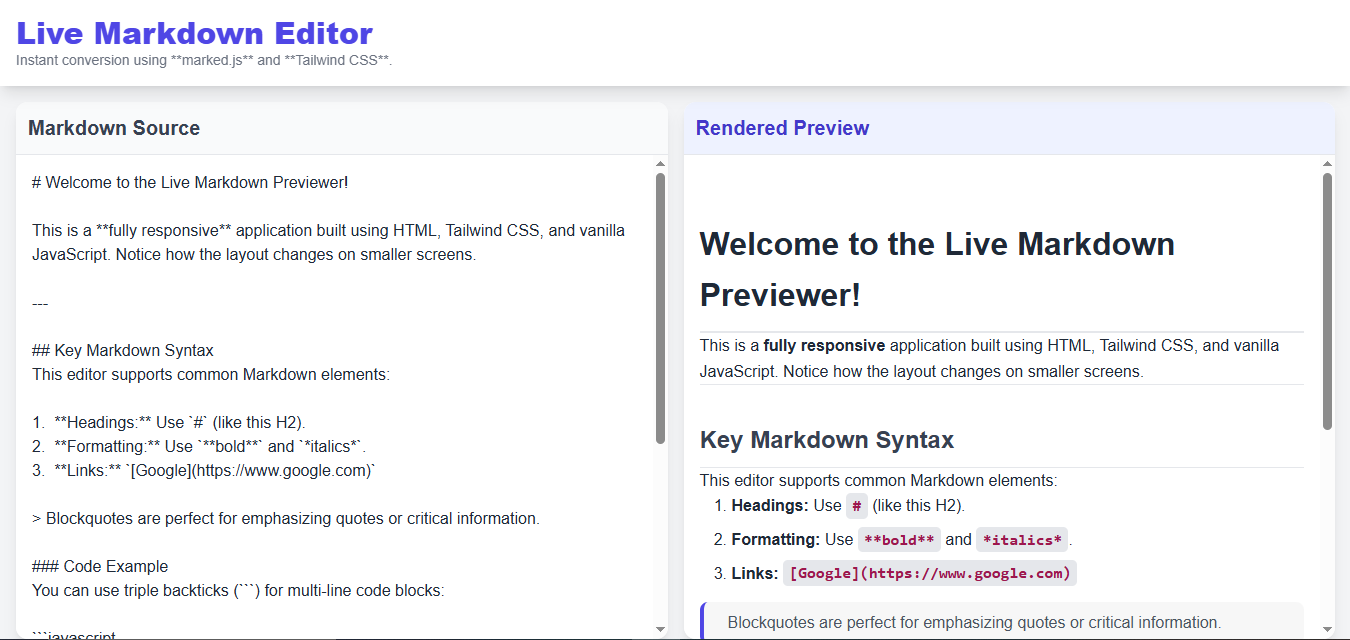 Live Markdown Editor
Instant conversion using **marked.js** and **Tailwind CSS**.
Markdown Source
# Welcome to the Live Markdown Previewer!
This is a **fully responsive** application built using HTML, Tailwind CSS, and vanilla
JavaScript. Notice how the layout changes on smaller screens.
---
## Key Markdown Syntax
This editor supports common Markdown elements:
1.  **Headings:** Use `#` (like this H2).
2.  **Formatting:** Use `**bold**` and `*italics*`.
3.  **Links:** `[Google](https://www.google.com)`
> Blockquotes are perfect for emphasizing quotes or critical information.
### Code Example
You can use triple backticks (```) for multi-line code blocks:
```javascript
Rendered Preview
Welcome to the Live Markdown
Previewer!
This is a fully responsive application built using HTML, Tailwind CSS, and vanilla
JavaScript. Notice how the layout changes on smaller screens.
Key Markdown Syntax
This editor supports common Markdown elements:
1. Headings: Use # (like this H2).
2. Formatting: Use **bold** and *italics*.
3. Links: [Google](https://www.google.com)
Blockquotes are perfect for emphasizing quotes or critical information.